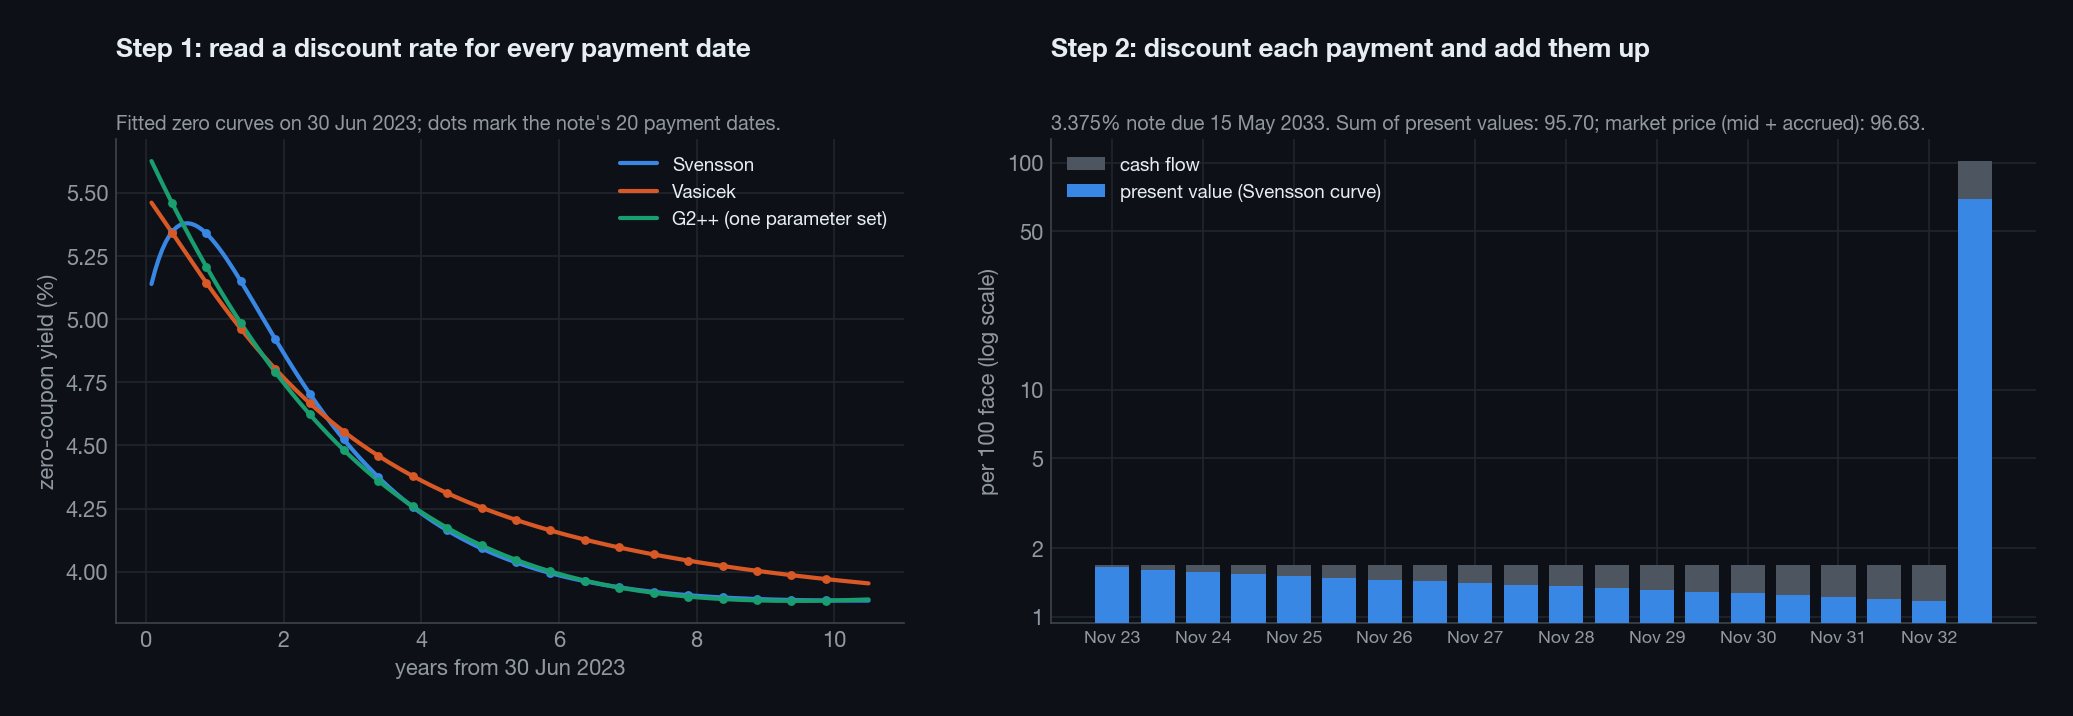 Step 1: read a discount rate for every payment date
Fitted zero curves on 30 Jun 2023; dots mark the note's 20 payment dates.
Svensson
Vasicek
G2++ (one parameter set)
zero-coupon yield (%)
5.50
5.25
5.00
4.75
4.50
4.25
4.00
0 2 4 6 8 10
years from 30 Jun 2023
Step 2: discount each payment and add them up
3.375% note due 15 May 2033. Sum of present values: 95.70; market price (mid + accrued): 96.63.
cash flow
present value (Svensson curve)
per 100 face (log scale)
100
50
10
5
2
1
Nov 23 Nov 24 Nov 25 Nov 26 Nov 27 Nov 28 Nov 29 Nov 30 Nov 31 Nov 32